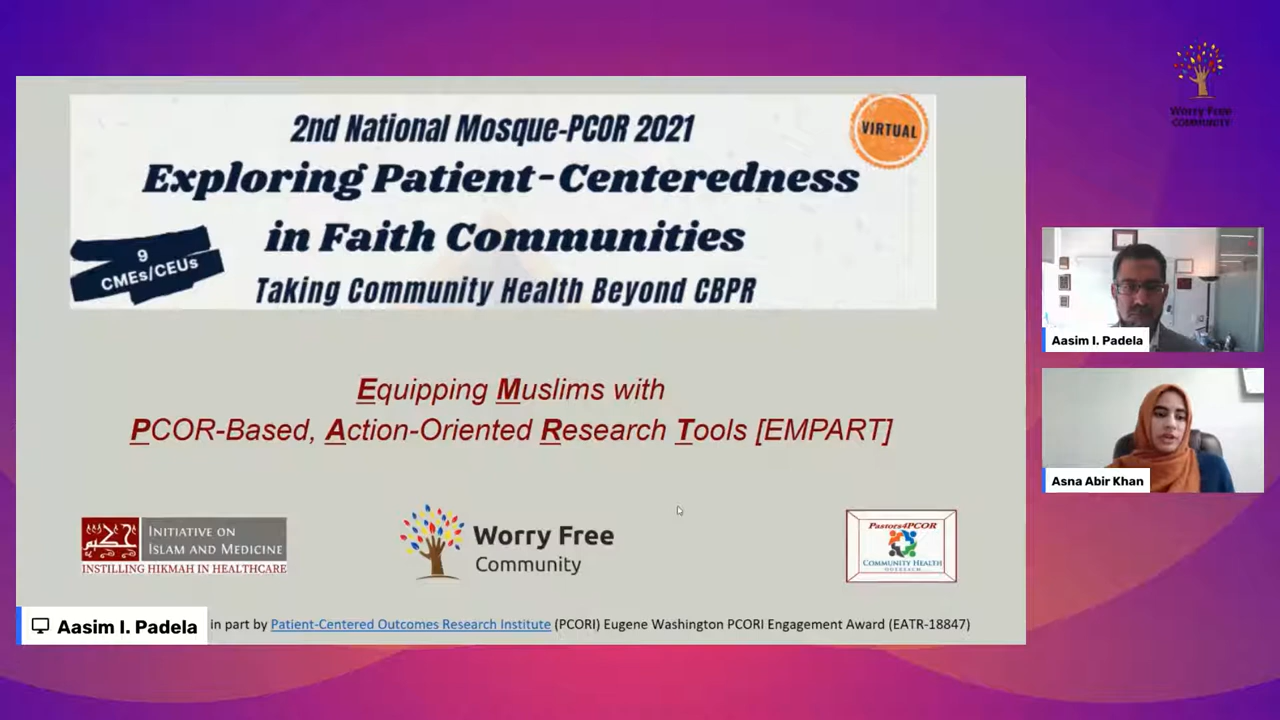 2nd National Mosque-PCOR 2021
VIRTUAL
Exploring Patient-Centeredness
in Faith Communities
9
CMEs/CEUs
Taking Community Health Beyond CBPR
Equipping Muslims with
PCOR-Based, Action-Oriented Research Tools [EMPART]
INITIATIVE ON
ISLAM AND MEDICINE
INSTILLING HIKMAH IN HEALTHCARE
Worry Free
Community
Pastors4PCOR
COMMUNITY HEALTH
OUTREACH
Aasim I. Padela
in part by Patient-Centered Outcomes Research Institute (PCORI) Eugene Washington PCORI Engagement Award (EATR-18847)
Worry Free
COMMUNITY
Aasim I. Padela
Asna Abir Khan